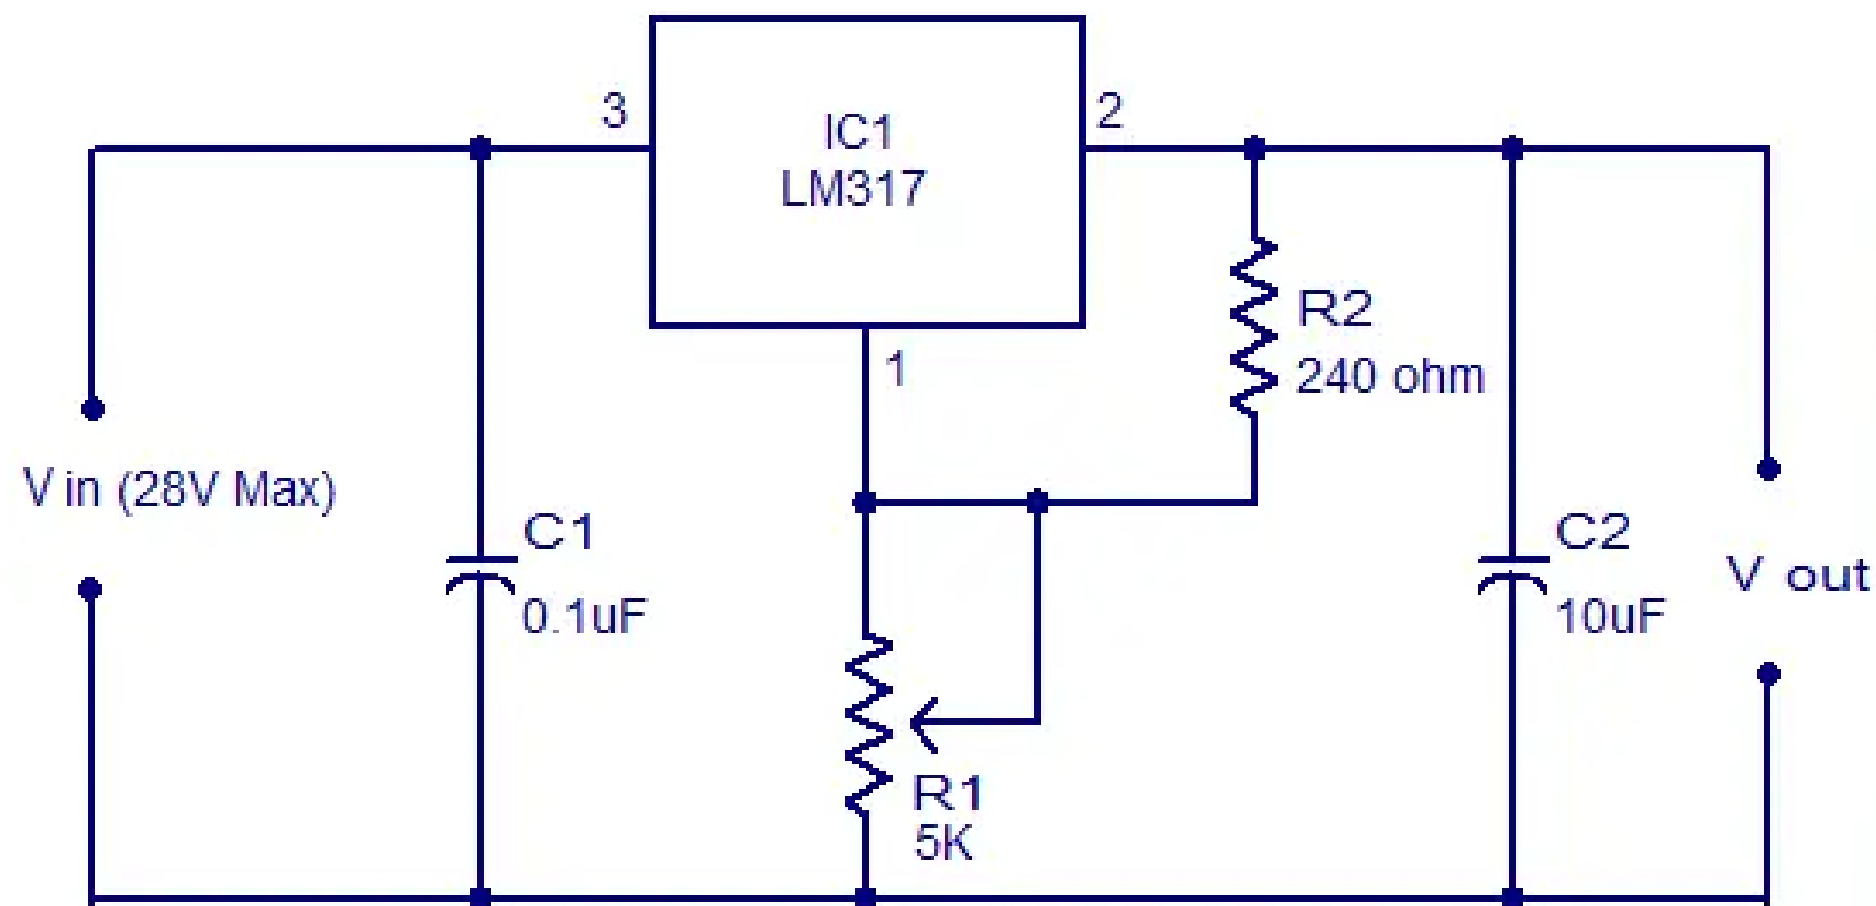 3
IC1
LM317
2
1
R2
240 ohm
V in (28V Max)
C1
0.1uF
C2
10uF
V out
R1
5K